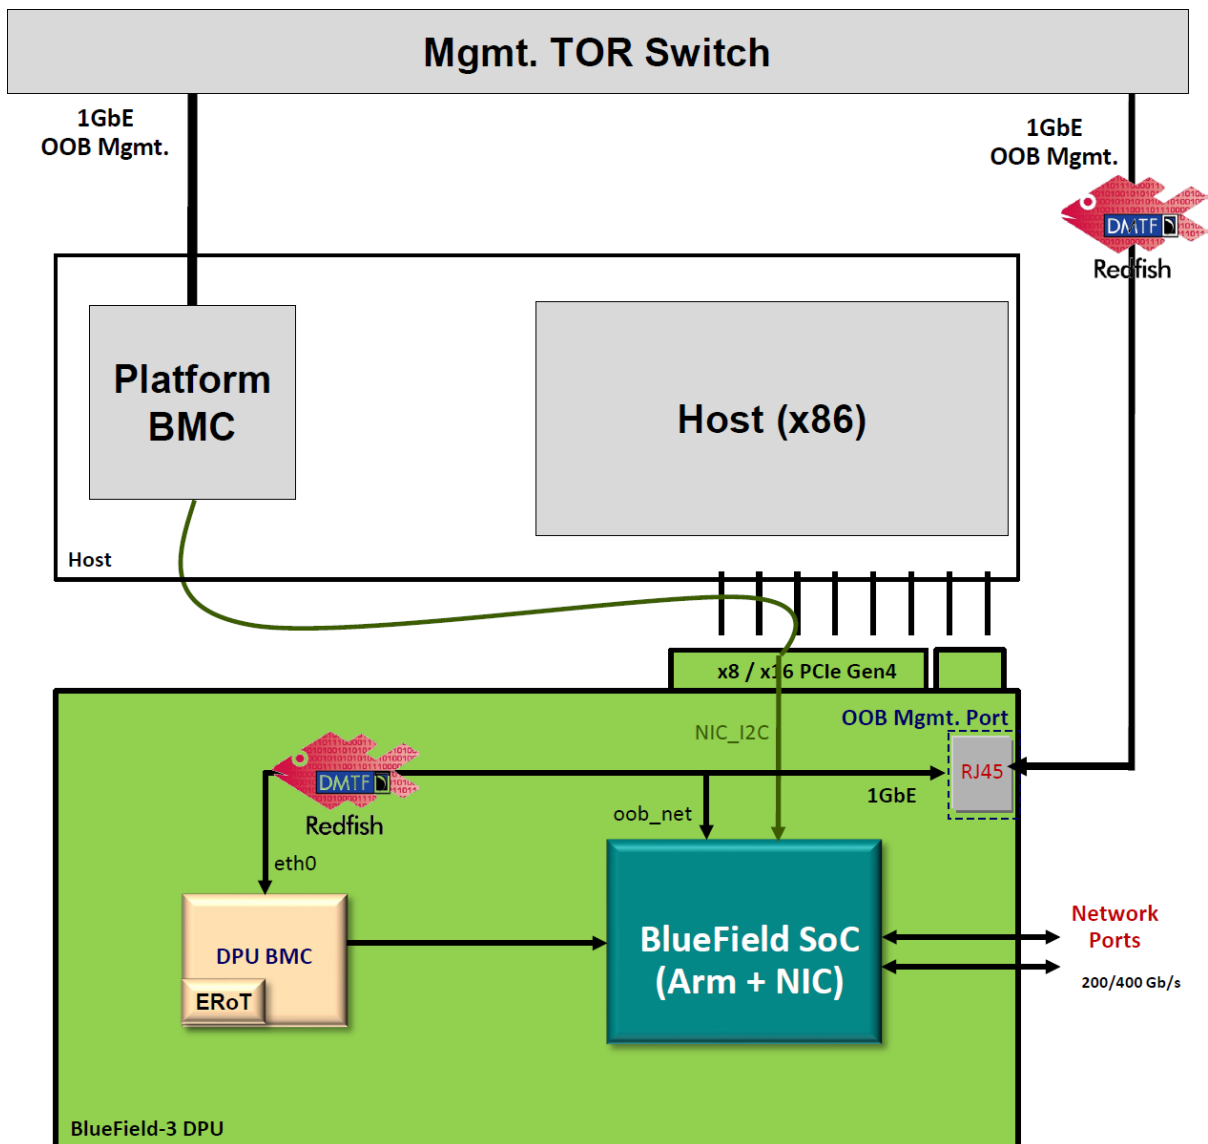 Mgmt. TOR Switch
1GbE
OOB Mgmt.
1GbE
OOB Mgmt.
DMTF
Redfish
Platform
BMC
Host (x86)
Host
x8 / x16 PCIe Gen4
OOB Mgmt. Port
NIC_I2C
RJ45
DMTF
Redfish
1GbE
oob_net
eth0
DPU BMC
ERoT
BlueField SoC
(Arm + NIC)
Network
Ports
200/400 Gb/s
BlueField-3 DPU